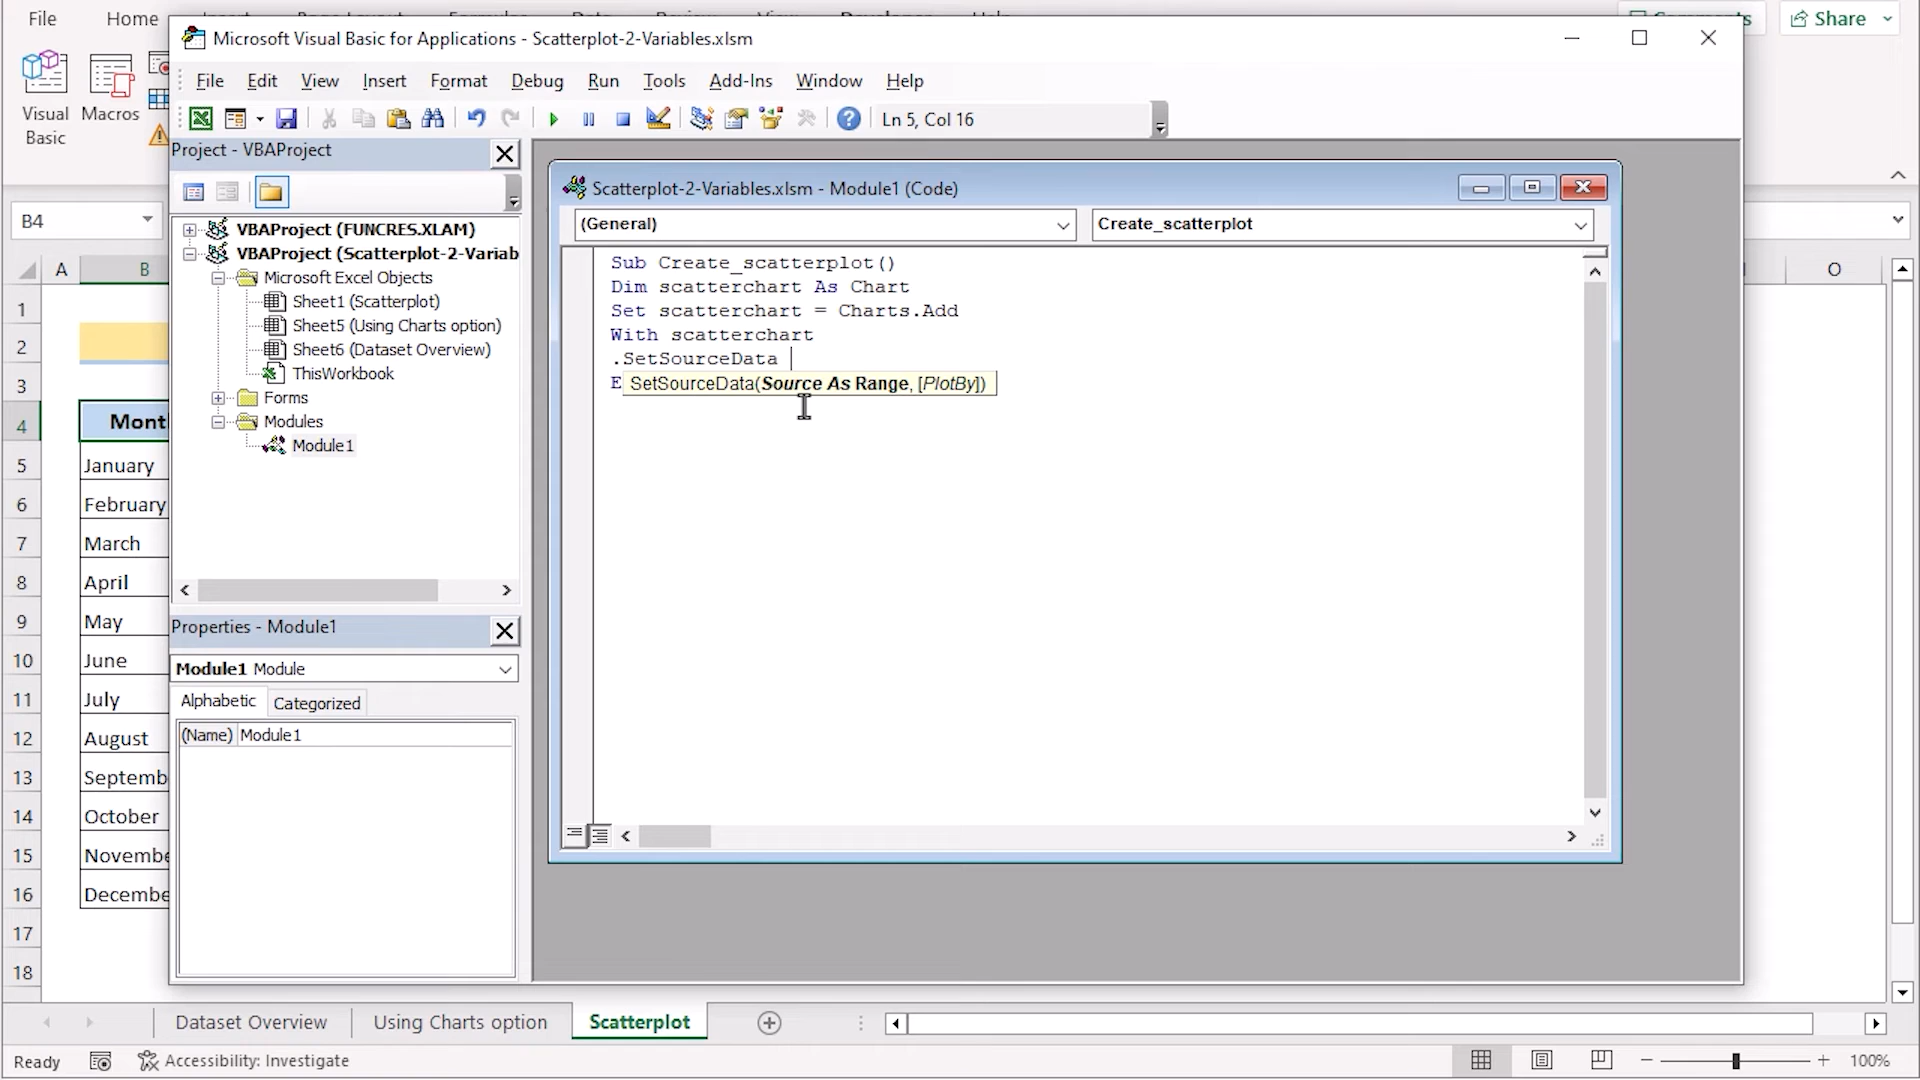 File Home
Share
Microsoft Visual Basic for Applications - Scatterplot-2-Variables.xlsm
File Edit View Insert Format Debug Run Tools Add-Ins Window Help
Visual Basic
Macros
Ln 5, Col 16
Project - VBAProject
B4
Scatterplot-2-Variables.xlsm - Module1 (Code)
(General) Create_scatterplot
VBAProject (FUNCRES.XLAM)
VBAProject (Scatterplot-2-Variab
Microsoft Excel Objects
Sheet1 (Scatterplot)
Sheet5 (Using Charts option)
Sheet6 (Dataset Overview)
ThisWorkbook
Forms
Modules
Module1
Sub Create_scatterplot()
Dim scatterchart As Chart
Set scatterchart = Charts.Add
With scatterchart
.SetSourceData
E
SetSourceData(Source As Range, [PlotBy])
Properties - Module1
Module1 Module
Alphabetic Categorized
(Name) Module1
A B O
1
2
3
4 Mont
5 January
6 February
7 March
8 April
9 May
10 June
11 July
12 August
13 Septemb
14 October
15 Novembe
16 Decembe
17
18
Dataset Overview Using Charts option Scatterplot
Ready Accessibility: Investigate 100%